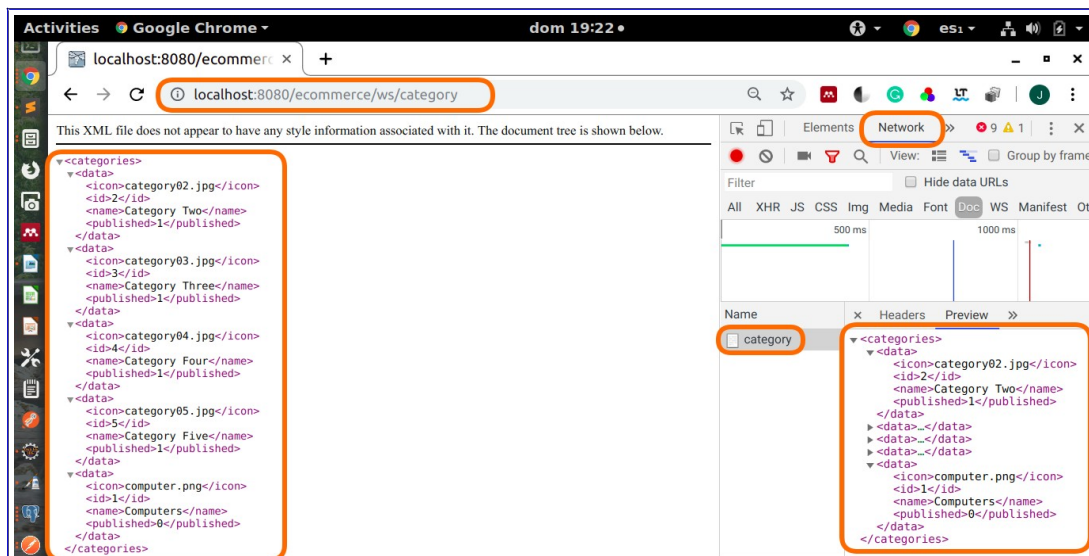 Activities Google Chrome dom 19:22 es1
localhost:8080/ecommerc × +
localhost:8080/ecommerce/ws/category
This XML file does not appear to have any style information associated with it. The document tree is shown below.
<categories>
<data>
<icon>category02.jpg</icon>
<id>2</id>
<name>Category Two</name>
<published>1</published>
</data>
<data>
<icon>category03.jpg</icon>
<id>3</id>
<name>Category Three</name>
<published>1</published>
</data>
<data>
<icon>category04.jpg</icon>
<id>4</id>
<name>Category Four</name>
<published>1</published>
</data>
<data>
<icon>category05.jpg</icon>
<id>5</id>
<name>Category Five</name>
<published>1</published>
</data>
<data>
<icon>computer.png</icon>
<id>1</id>
<name>Computers</name>
<published>0</published>
</data>
</categories>
Elements Network » 9 1
View: Group by frame
Filter Hide data URLs
All XHR JS CSS Img Media Font Doc WS Manifest Ot
500 ms 1000 ms
Name × Headers Preview »
category
<categories>
<data>
<icon>category02.jpg</icon>
<id>2</id>
<name>Category Two</name>
<published>1</published>
</data>
<data>…</data>
<data>…</data>
<data>…</data>
<data>
<icon>computer.png</icon>
<id>1</id>
<name>Computers</name>
<published>0</published>
</data>
</categories>